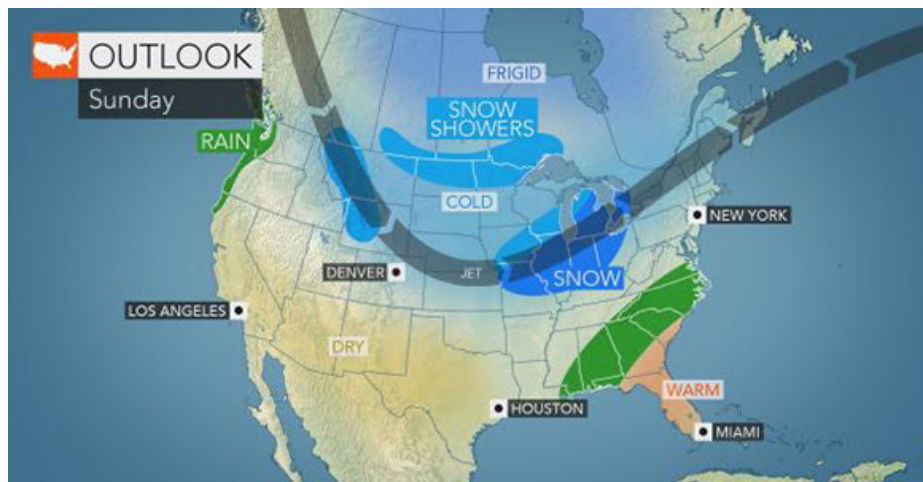 OUTLOOK
Sunday
FRIGID
SNOW
SHOWERS
RAIN
COLD
NEW YORK
DENVER
JET
SNOW
LOS ANGELES
DRY
WARM
HOUSTON
MIAMI